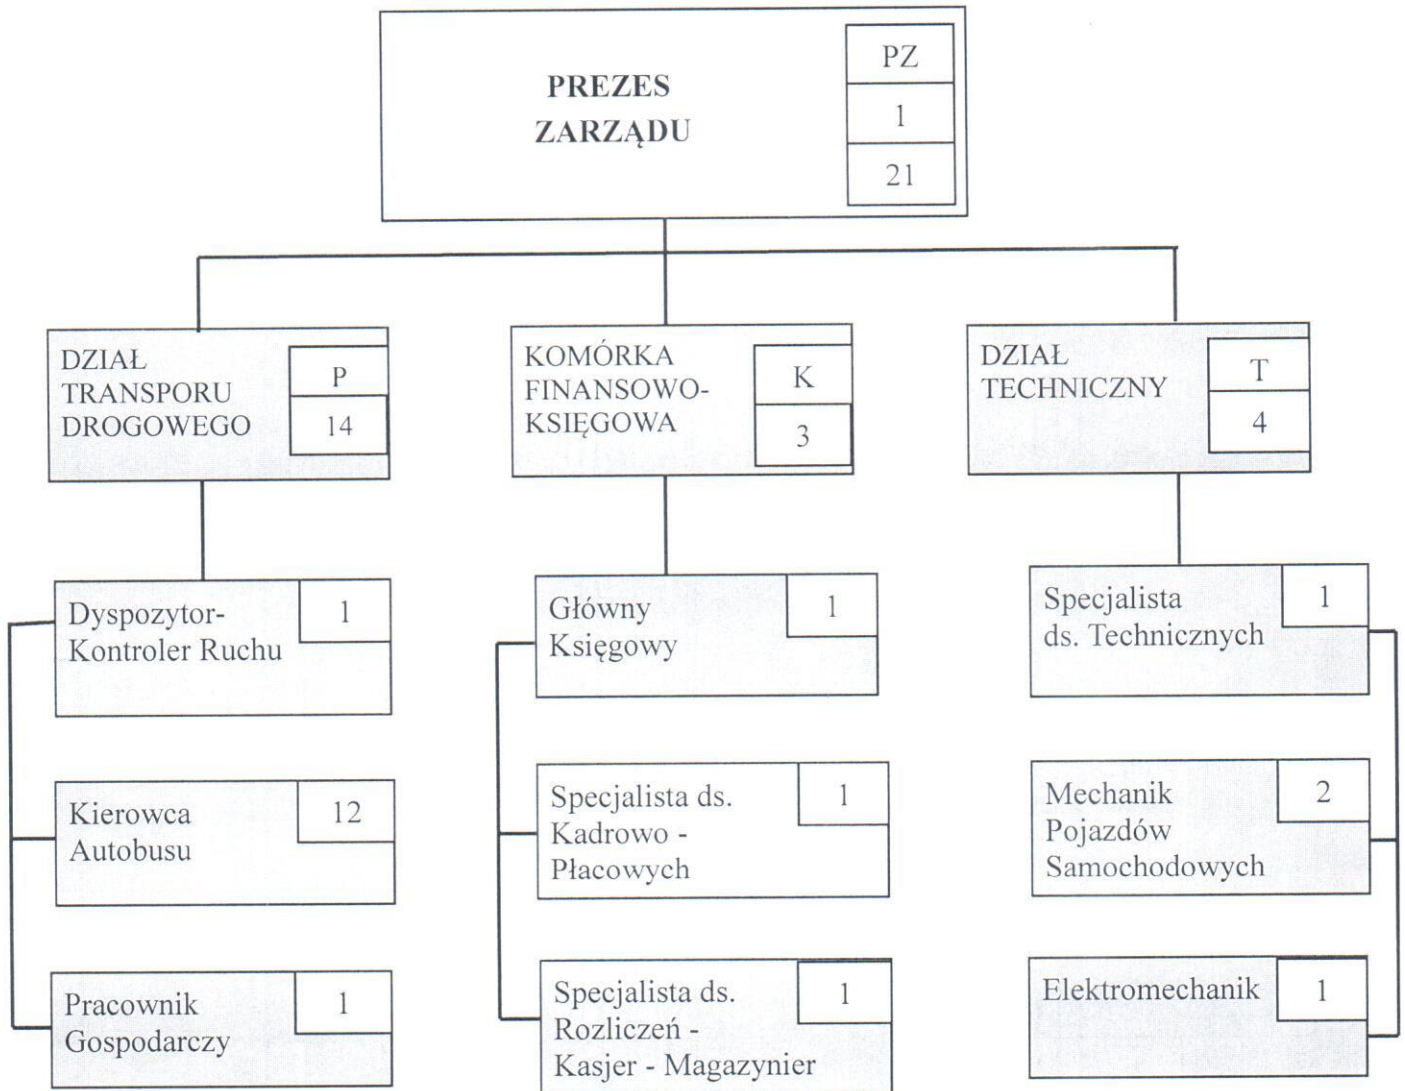 PREZES
ZARZĄDU
PZ
1
21
DZIAŁ
TRANSPORU
DROGOWEGO
P
14
KOMÓRKA
FINANSOWO-
KSIĘGOWA
K
3
DZIAŁ
TECHNICZNY
T
4
Dyspozytor-
Kontroler Ruchu
1
Główny
Księgowy
1
Specjalista
ds. Technicznych
1
Kierowca
Autobusu
12
Specjalista ds.
Kadrowo -
Płacowych
1
Mechanik
Pojazdów
Samochodowych
2
Pracownik
Gospodarczy
1
Specjalista ds.
Rozliczeń -
Kasjer - Magazynier
1
Elektromechanik
1